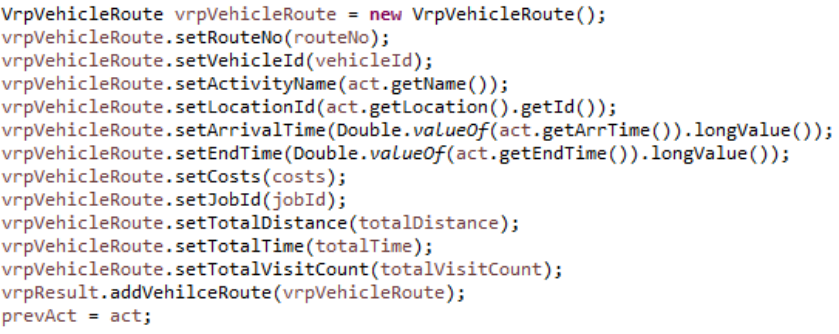 VrpVehicleRoute vrpVehicleRoute = new VrpVehicleRoute();
vrpVehicleRoute.setRouteNo(routeNo);
vrpVehicleRoute.setVehicleId(vehicleId);
vrpVehicleRoute.setActivityName(act.getName());
vrpVehicleRoute.setLocationId(act.getLocation().getId());
vrpVehicleRoute.setArrivalTime(Double.valueOf(act.getArrTime()).longValue());
vrpVehicleRoute.setEndTime(Double.valueOf(act.getEndTime()).longValue());
vrpVehicleRoute.setCosts(costs);
vrpVehicleRoute.setJobId(jobId);
vrpVehicleRoute.setTotalDistance(totalDistance);
vrpVehicleRoute.setTotalTime(totalTime);
vrpVehicleRoute.setTotalVisitCount(totalVisitCount);
vrpResult.addVehilceRoute(vrpVehicleRoute);
prevAct = act;